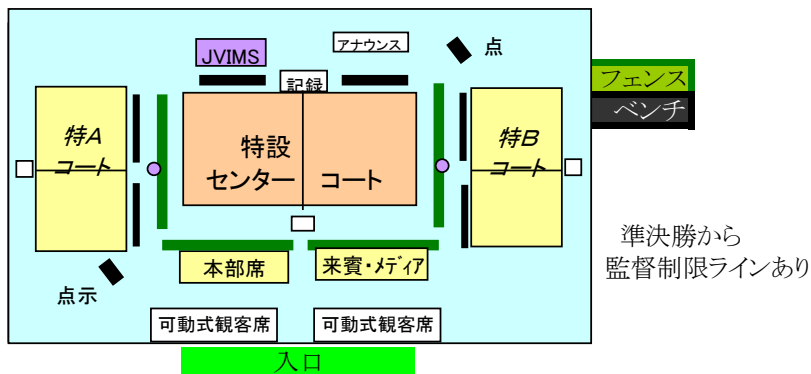 JVIMS
アナウンス
点
記録
フェンス
ベンチ
特A
コート
特設
センター コート
特B
コート
準決勝から
監督制限ラインあり
本部席
来賓・メディア
点示
可動式観客席
可動式観客席
入口